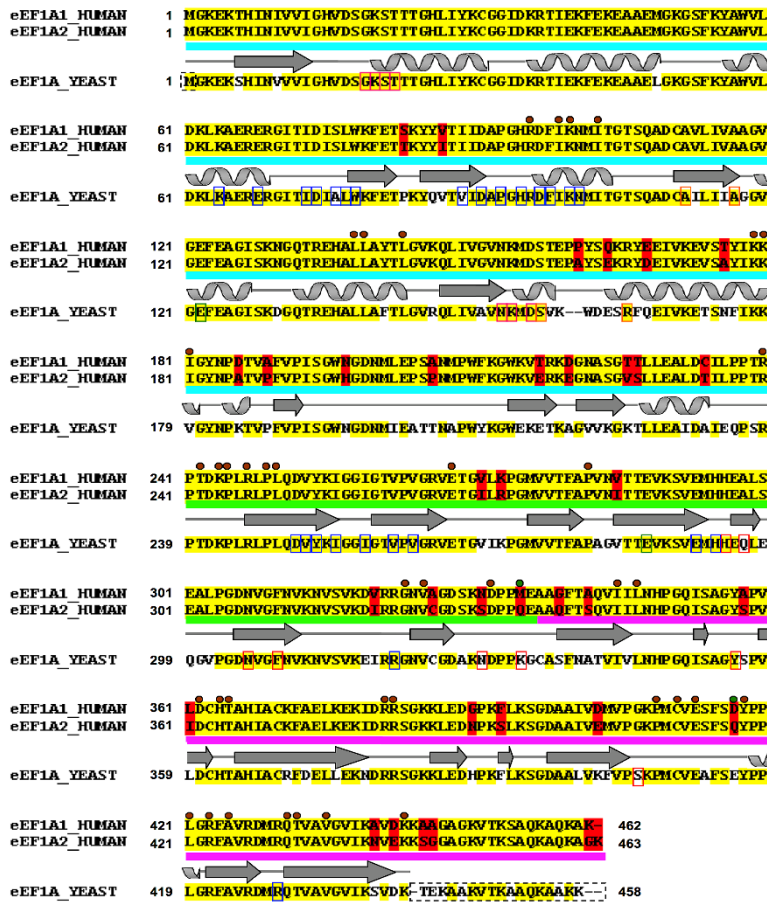 eEF1A1_HUMAN 1 MGKEKTHINIVVIGHVDSGKSTTTGHLIYKCGGIDKRTIEKFEKEAAEMGKGSFKYAWVL
eEF1A2_HUMAN 1 MGKEKTHINIVVIGHVDSGKSTTTGHLIYKCGGIDKRTIEKFEKEAAEMGKGSFKYAWVL
eEF1A_YEAST 1 MGKEKSHINVVVIGHVDSGKSTTTGHLIYKCGGIDKRTIEKFEKEAAELGKGSFKYAWVL
eEF1A1_HUMAN 61 DKLKAERERGITIDISLWKFETSKYYVTIIDAPGHRDFIKNMITGTSQADCAVLIVAAGV
eEF1A2_HUMAN 61 DKLKAERERGITIDISLWKFETTKYYITIIDAPGHRDFIKNMITGTSQADCAVLIVAAGV
eEF1A_YEAST 61 DKLKAERERGITIDIALWKFETPKYQVTVIDAPGHRDFIKNMITGTSQADCAILIIAGGV
eEF1A1_HUMAN 121 GEFEAGISKNGQTREHALLAYTLGVKQLIVGVNKMDSTEPPYSQKRYEEIVKEVSTYIKK
eEF1A2_HUMAN 121 GEFEAGISKNGQTREHALLAYTLGVKQLIVGVNKMDSTEPAYSEKRYDEIVKEVSAYIKK
eEF1A_YEAST 121 GEFEAGISKDGQTREHALLAFTLGVRQLIVAVNKMDSVK--WDESRFQEIVKETSNFIKK
eEF1A1_HUMAN 181 IGYNPDTVAFVPISGWNGDNMLEPSANMPWFKGWKVTRKDGNASGTTLLEALDCILPPTR
eEF1A2_HUMAN 181 IGYNPATVPFVPISGWHGDNMLEPSPNMPWFKGWKVERKEGNASGVSLLEALDTILPPTR
eEF1A_YEAST 179 VGYNPKTVPFVPISGWNGDNMIEATTNAPWYKGWEKETKAGVVKGKTLLEAIDAIEQPSR
eEF1A1_HUMAN 241 PTDKPLRLPLQDVYKIGGIGTVPVGRVETGVLKPGMVVTFAPVNVTTEVKSVEMHHEALS
eEF1A2_HUMAN 241 PTDKPLRLPLQDVYKIGGIGTVPVGRVETGILRPGMVVTFAPVNITTEVKSVEMHHEALS
eEF1A_YEAST 239 PTDKPLRLPLQDVYKIGGIGTVPVGRVETGVIKPGMVVTFAPAGVTTEVKSVEMHHEQLE
eEF1A1_HUMAN 301 EALPGDNVGFNVKNVSVKDVRRGNVAGDSKNDPPMEAAGFTAQVIILNHPGQISAGYAPV
eEF1A2_HUMAN 301 EALPGDNVGFNVKNVSVKDIRRGNVCGDSKSDPPQEAAQFTSQVIILNHPGQISAGYSPV
eEF1A_YEAST 299 QGVPGDNVGFNVKNVSVKEIRRGNVCGDAKNDPPKGCASFNATVIVLNHPGQISAGYSPV
eEF1A1_HUMAN 361 LDCHTAHIACKFAELKEKIDRRSGKKLEDGPKFLKSGDAAIVDMVPGKPMCVESFSDYPP
eEF1A2_HUMAN 361 IDCHTAHIACKFAELKEKIDRRSGKKLEDNPKSLKSGDAAIVEMVPGKPMCVESFSQYPP
eEF1A_YEAST 359 LDCHTAHIACRFDELLEKNDRRSGKKLEDHPKFLKSGDAALVKFVPSKPMCVEAFSEYPP
eEF1A1_HUMAN 421 LGRFAVRDMRQTVAVGVIKAVDKKAAGAGKVTKSAQKAQKAK- 462
eEF1A2_HUMAN 421 LGRFAVRDMRQTVAVGVIKNVEKKSGGAGKVTKSAQKAQKAGK 463
eEF1A_YEAST 419 LGRFAVRDMRQTVAVGVIKSVDK-TEKAAKVTKAAQKAAKK-- 458